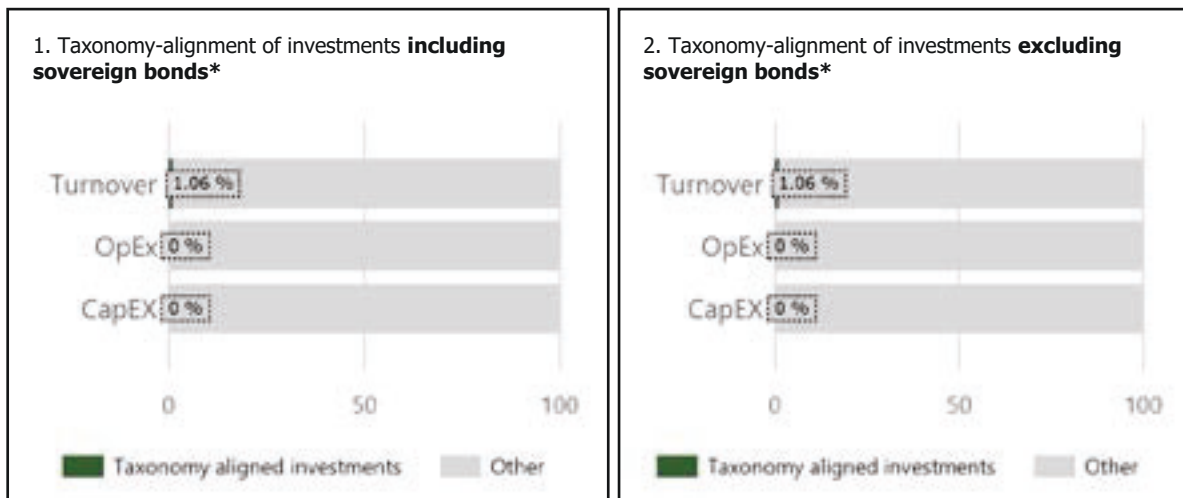 1. Taxonomy-alignment of investments including
sovereign bonds*
Turnover 1.06 %
OpEx 0 %
CapEX 0 %
0 50 100
Taxonomy aligned investments Other
2. Taxonomy-alignment of investments excluding
sovereign bonds*
Turnover 1.06 %
OpEx 0 %
CapEX 0 %
0 50 100
Taxonomy aligned investments Other